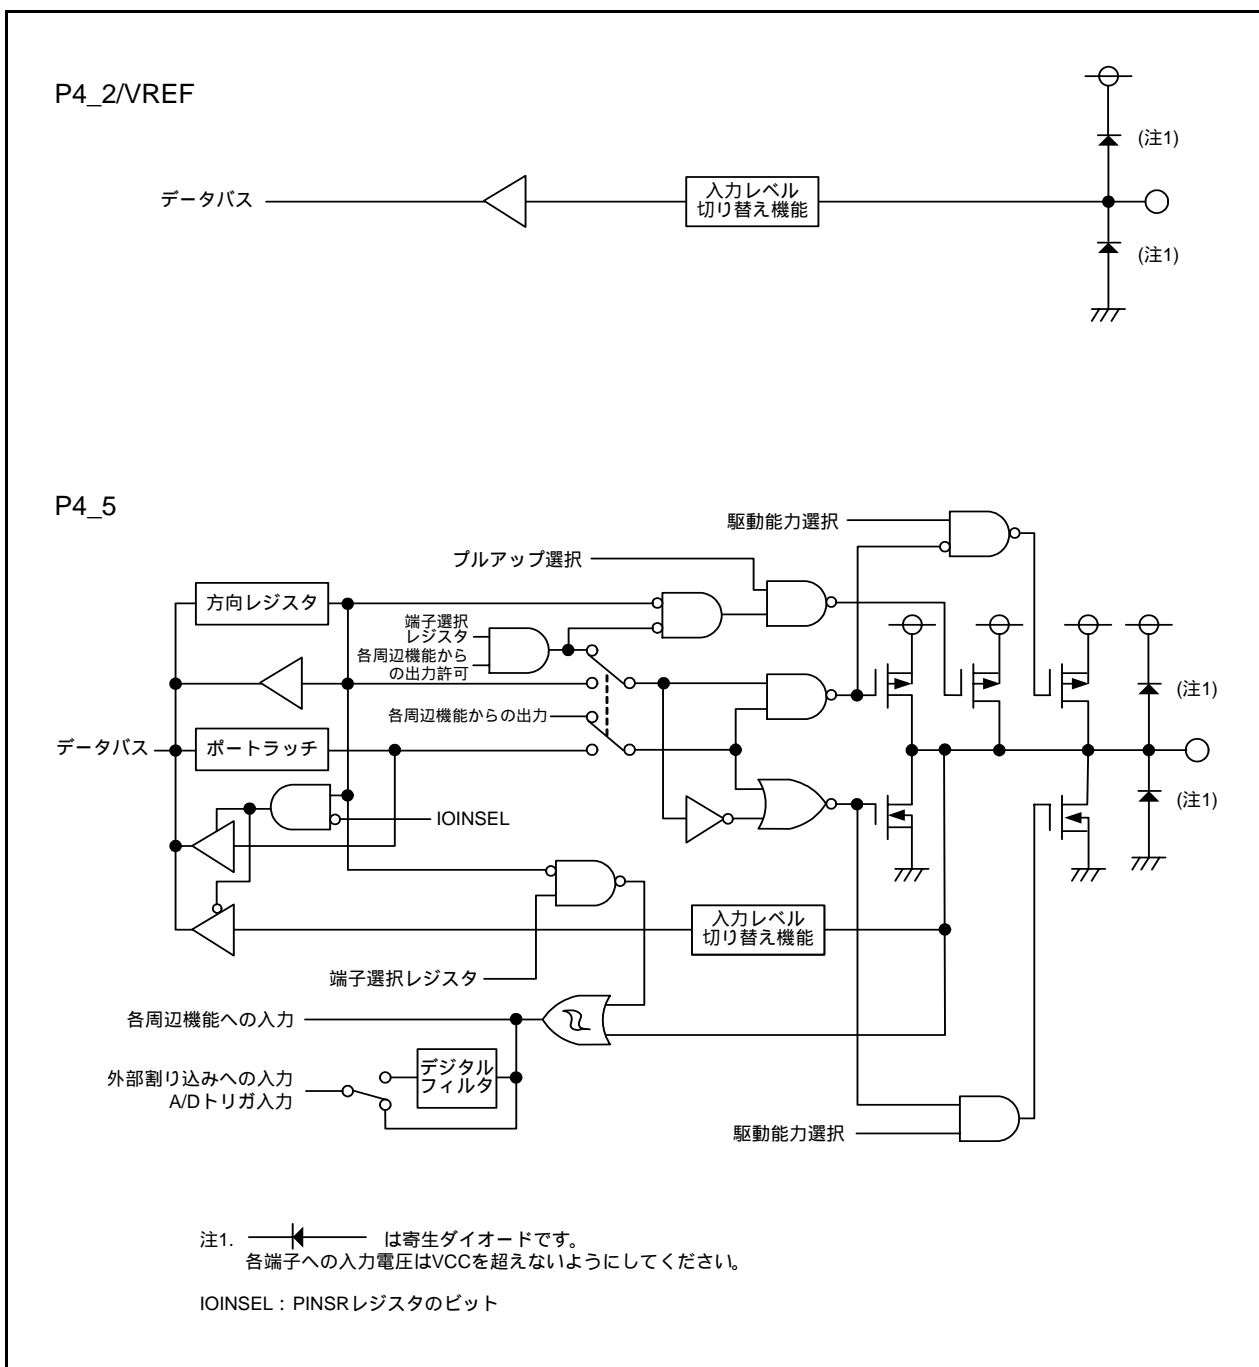 P4_2/VREF
(注1)
データバス
入力レベル
切り替え機能
(注1)
P4_5
駆動能力選択
プルアップ選択
方向レジスタ
端子選択
レジスタ
各周辺機能から
の出力許可
(注1)
各周辺機能からの出力
データバス
ポートラッチ
(注1)
IOINSEL
入力レベル
切り替え機能
端子選択レジスタ
各周辺機能への入力
デジタル
フィルタ
外部割り込みへの入力
A/Dトリガ入力
駆動能力選択
注1. は寄生ダイオードです。
各端子への入力電圧はVCCを超えないようにしてください。
IOINSEL : PINSRレジスタのビット